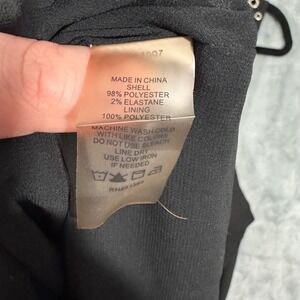 MADE IN CHINA
SHELL
98% POLYESTER
2% ELASTANE
LINING
100% POLYESTER
MACHINE WASH COLD
WITH LIKE COLORS
DO NOT USE BLEACH
LINE DRY
USE LOW IRON
IF NEEDED